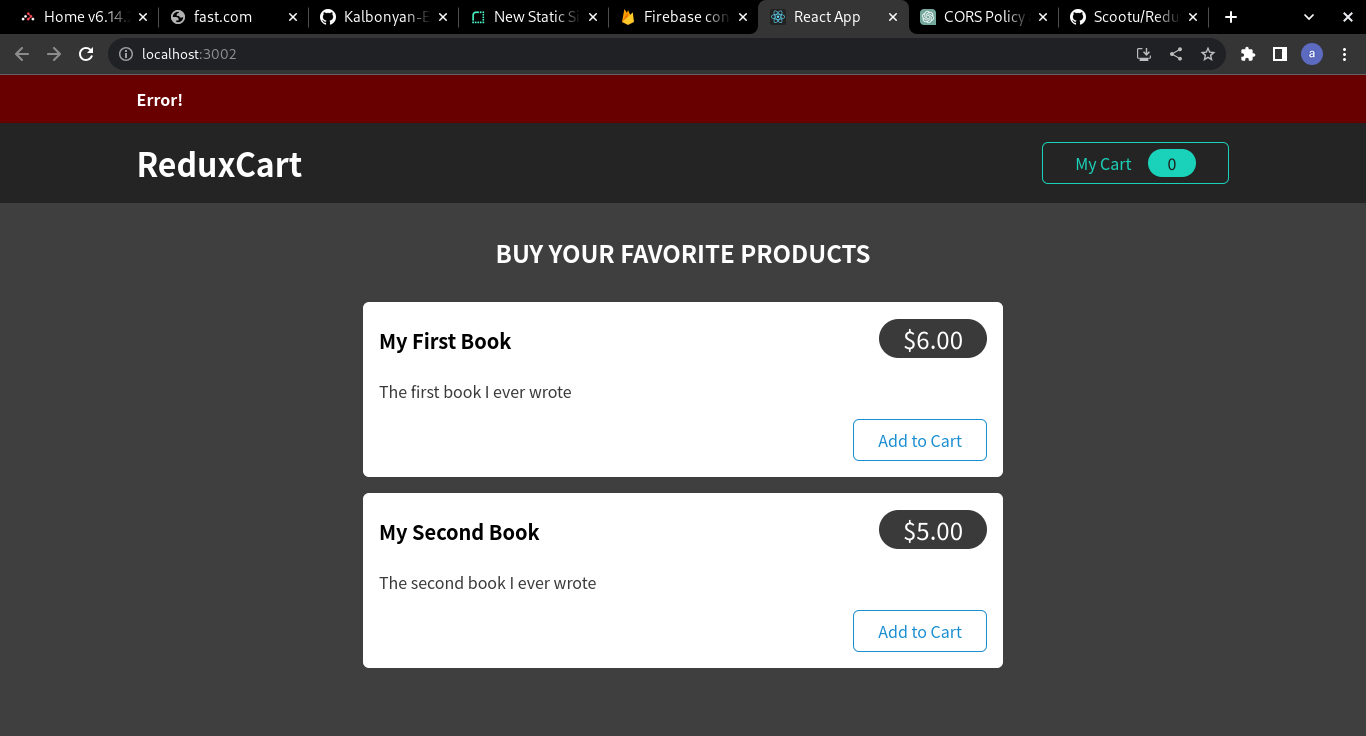 Home v6.14.
fast.com
Kalbonyan-E
New Static Si
Firebase con
React App
CORS Policy
Scootu/Redu
localhost:3002
a
Error!
ReduxCart
My Cart 0
BUY YOUR FAVORITE PRODUCTS
My First Book
$6.00
The first book I ever wrote
Add to Cart
My Second Book
$5.00
The second book I ever wrote
Add to Cart